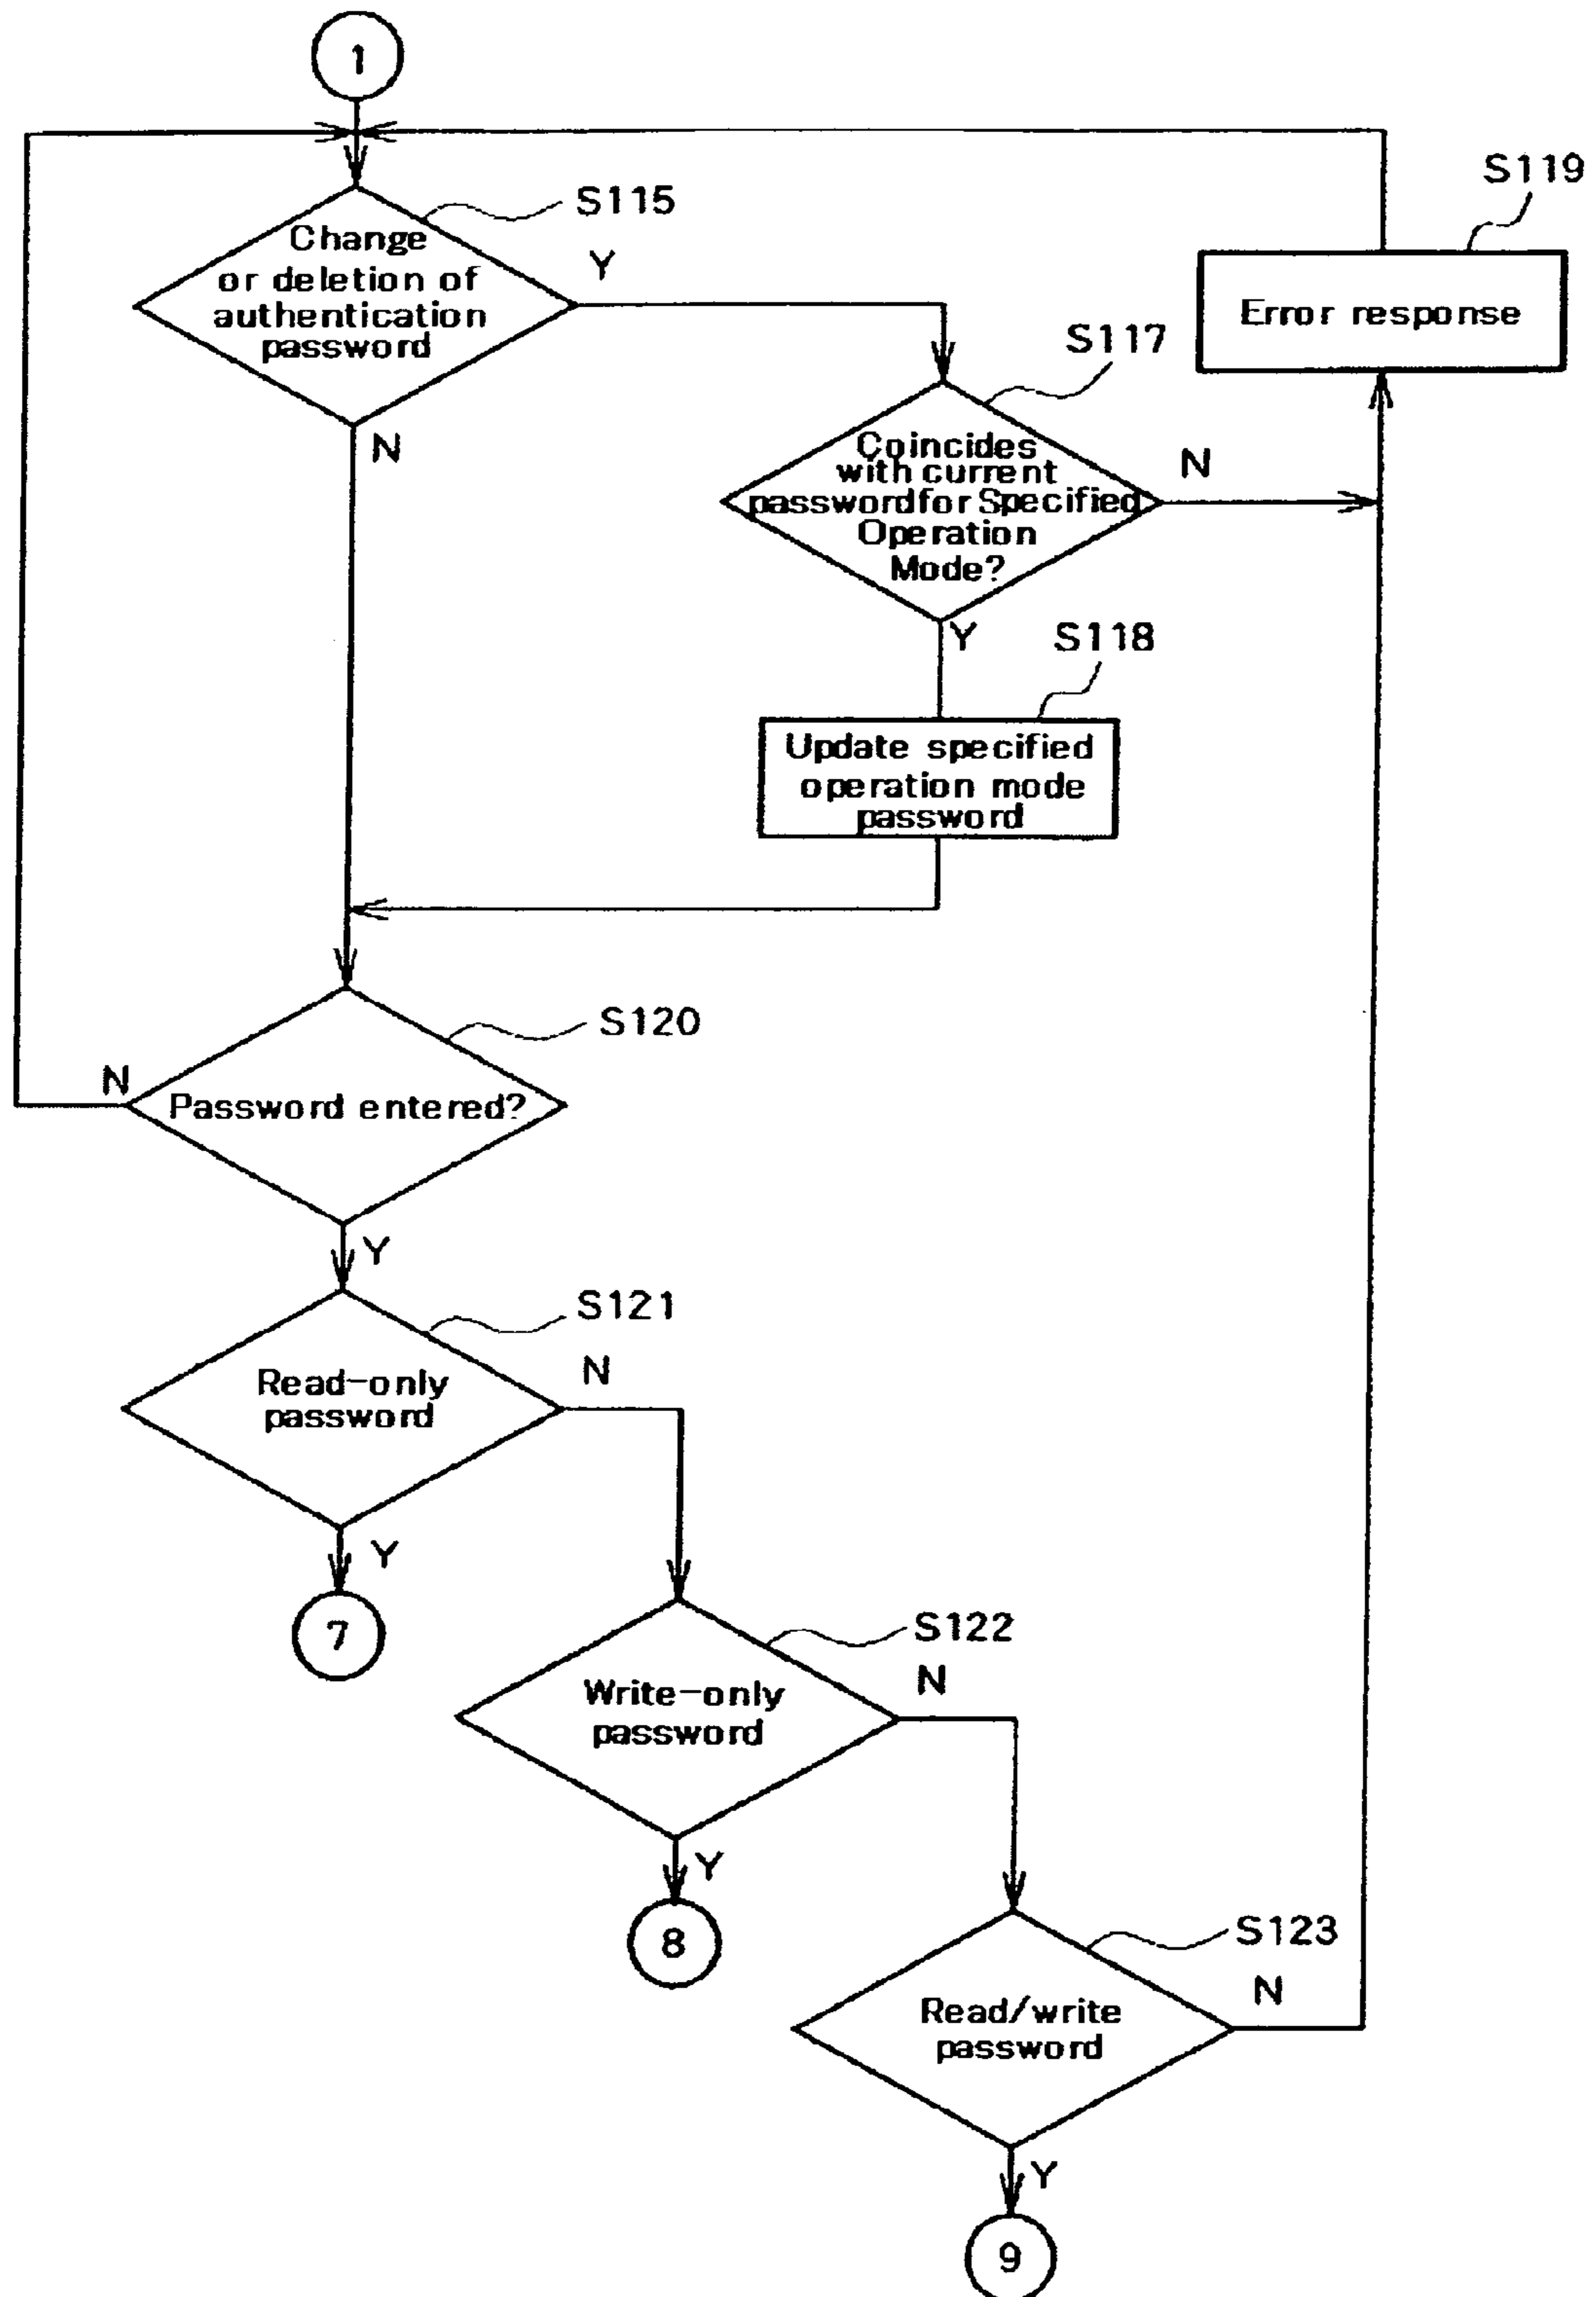 1
S115
Change
or deletion of
authentication
password
Y
N
S119
Error response
S117
Coincides
with current
password for Specified
Operation
Mode?
N
Y
S118
Update specified
operation mode
password
S120
N
Password entered?
Y
S121
Read-only
password
N
Y
7
S122
Write-only
password
N
Y
8
S123
Read/write
password
N
Y
9